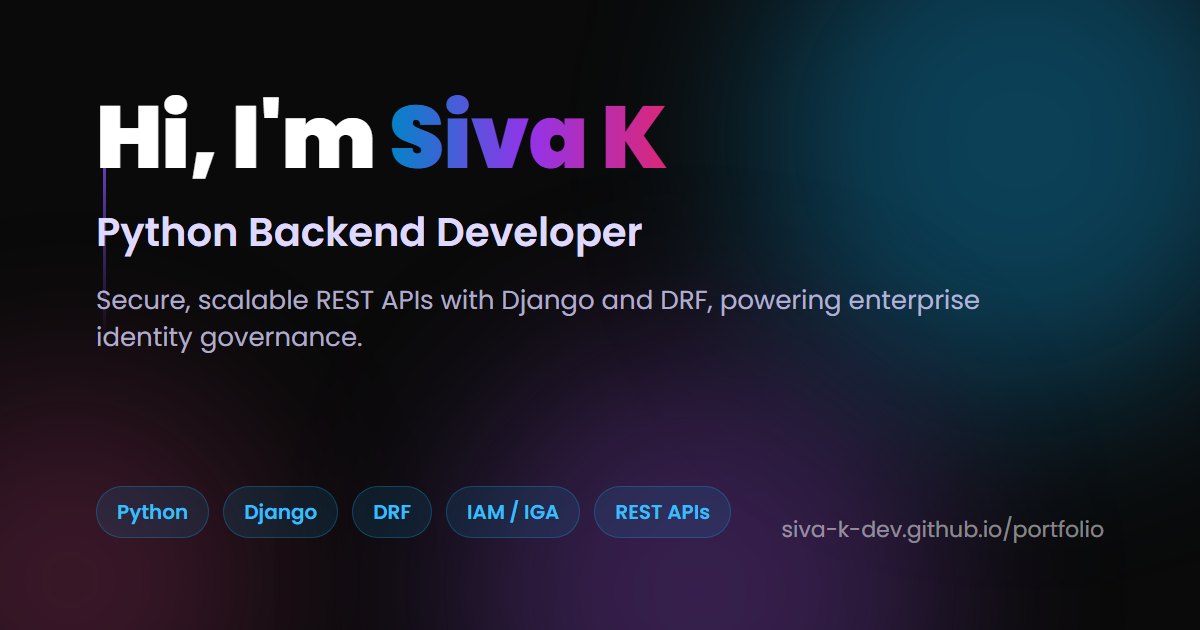 Hi, I'm Siva K
Python Backend Developer
Secure, scalable REST APIs with Django and DRF, powering enterprise
identity governance.
Python
Django
DRF
IAM / IGA
REST APIs
siva-k-dev.github.io/portfolio